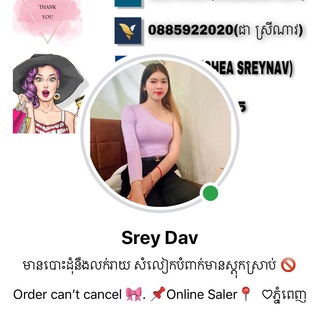 THANK
YOU!
0885922020(ជា ស្រីណាវ)
HEA SREYNAV)
5
Srey Dav
មានបោះដុំនឹងលក់រាយ សំលៀកបំពាក់មានស្តុកស្រាប់ 🚫
Order can’t cancel 🎀. 📌Online Saler📍 ♡ភ្នំពេញ